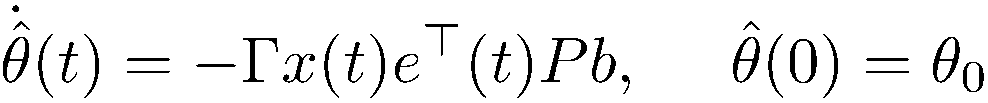 $\dot{\hat{\theta}}(t) = -\Gamma x(t) e^{\top}(t) P b, \quad \hat{\theta}(0) = \theta_0$